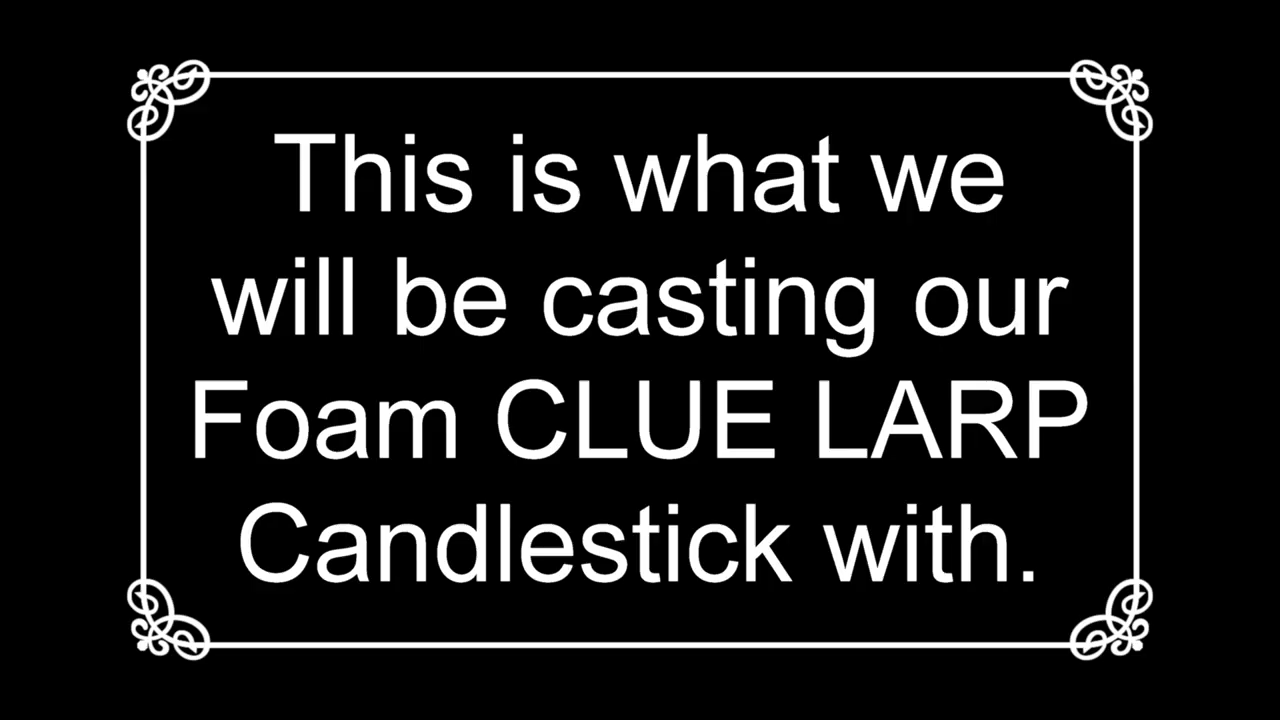 This is what we
will be casting our
Foam CLUE LARP
Candlestick with.